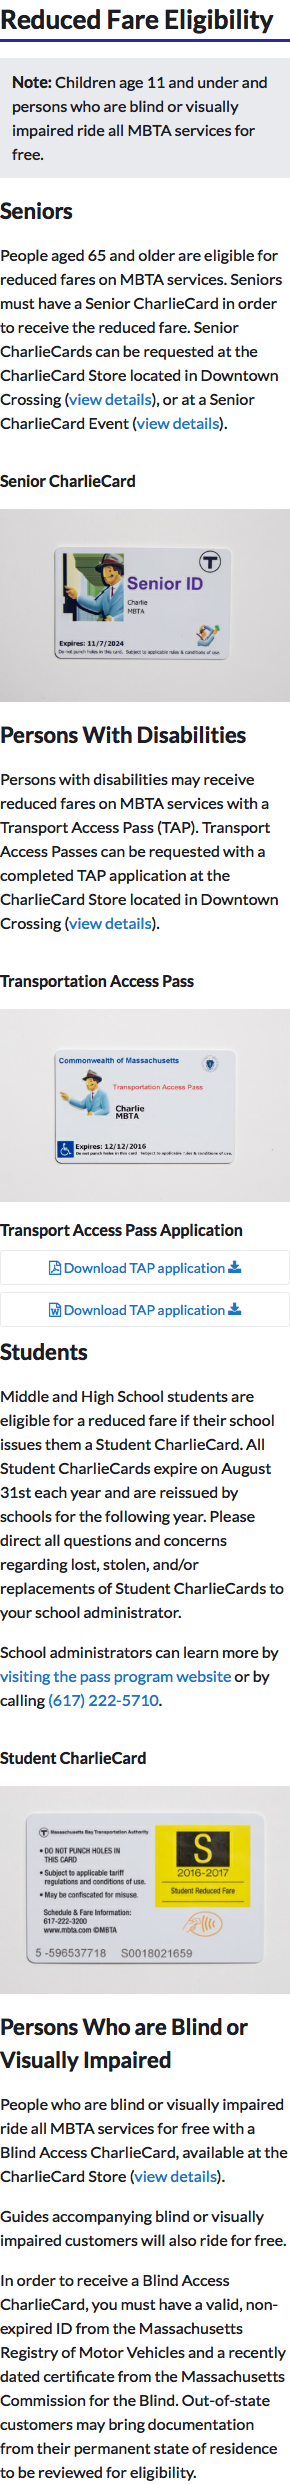 Reduced Fare Eligibility
Note: Children age 11 and under and
persons who are blind or visually
impaired ride all MBTA services for
free.
Seniors
People aged 65 and older are eligible for
reduced fares on MBTA services. Seniors
must have a Senior CharlieCard in order
to receive the reduced fare. Senior
CharlieCards can be requested at the
CharlieCard Store located in Downtown
Crossing (view details), or at a Senior
CharlieCard Event (view details).
Senior CharlieCard
T
Senior ID
Charlie
MBTA
Expires: 11/7/2024
Do not punch holes in this card. Subject to applicable rules & conditions of use.
Persons With Disabilities
Persons with disabilities may receive
reduced fares on MBTA services with a
Transport Access Pass (TAP). Transport
Access Passes can be requested with a
completed TAP application at the
CharlieCard Store located in Downtown
Crossing (view details).
Transportation Access Pass
Commonwealth of Massachusetts
Transportation Access Pass
Charlie
MBTA
Expires: 12/12/2016
Do not punch holes in this card. Subject to applicable rules & conditions of use.
Transport Access Pass Application
Download TAP application
Download TAP application
Students
Middle and High School students are
eligible for a reduced fare if their school
issues them a Student CharlieCard. All
Student CharlieCards expire on August
31st each year and are reissued by
schools for the following year. Please
direct all questions and concerns
regarding lost, stolen, and/or
replacements of Student CharlieCards to
your school administrator.
School administrators can learn more by
visiting the pass program website or by
calling (617) 222-5710.
Student CharlieCard
T Massachusetts Bay Transportation Authority
• DO NOT PUNCH HOLES IN
THIS CARD
• Subject to applicable tariff
regulations and conditions of use.
• May be confiscated for misuse.
Schedule & Fare Information:
617-222-3200
www.mbta.com ©MBTA
S
2016-2017
Student Reduced Fare
5 -596537718 S0018021659
Persons Who are Blind or
Visually Impaired
People who are blind or visually impaired
ride all MBTA services for free with a
Blind Access CharlieCard, available at the
CharlieCard Store (view details).
Guides accompanying blind or visually
impaired customers will also ride for free.
In order to receive a Blind Access
CharlieCard, you must have a valid, non-
expired ID from the Massachusetts
Registry of Motor Vehicles and a recently
dated certificate from the Massachusetts
Commission for the Blind. Out-of-state
customers may bring documentation
from their permanent state of residence
to be reviewed for eligibility.